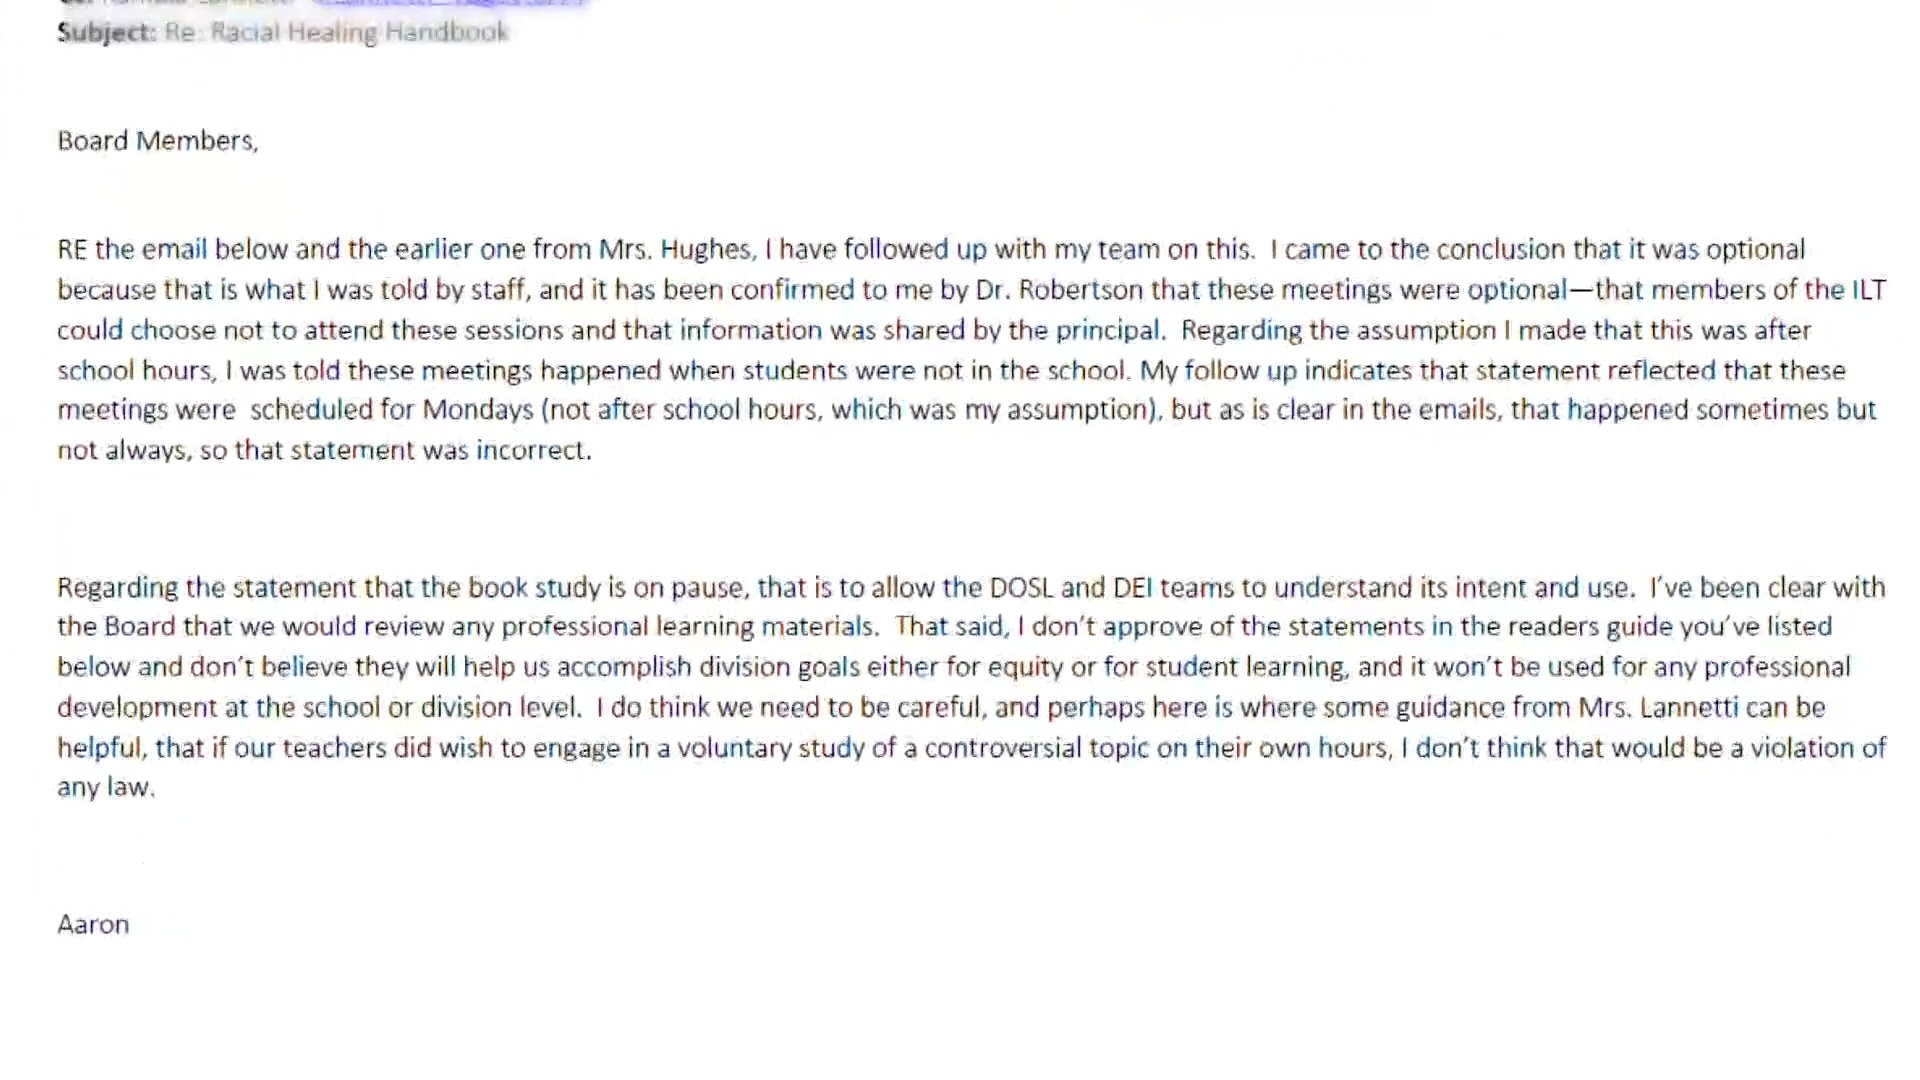 Subject: Re: Racial Healing Handbook
Board Members,
RE the email below and the earlier one from Mrs. Hughes, I have followed up with my team on this.  I came to the conclusion that it was optional
because that is what I was told by staff, and it has been confirmed to me by Dr. Robertson that these meetings were optional—that members of the ILT
could choose not to attend these sessions and that information was shared by the principal.  Regarding the assumption I made that this was after
school hours, I was told these meetings happened when students were not in the school. My follow up indicates that statement reflected that these
meetings were  scheduled for Mondays (not after school hours, which was my assumption), but as is clear in the emails, that happened sometimes but
not always, so that statement was incorrect.
Regarding the statement that the book study is on pause, that is to allow the DOSL and DEI teams to understand its intent and use.  I've been clear with
the Board that we would review any professional learning materials.  That said, I don't approve of the statements in the readers guide you've listed
below and don't believe they will help us accomplish division goals either for equity or for student learning, and it won't be used for any professional
development at the school or division level.  I do think we need to be careful, and perhaps here is where some guidance from Mrs. Lannetti can be
helpful, that if our teachers did wish to engage in a voluntary study of a controversial topic on their own hours, I don't think that would be a violation of
any law.
Aaron